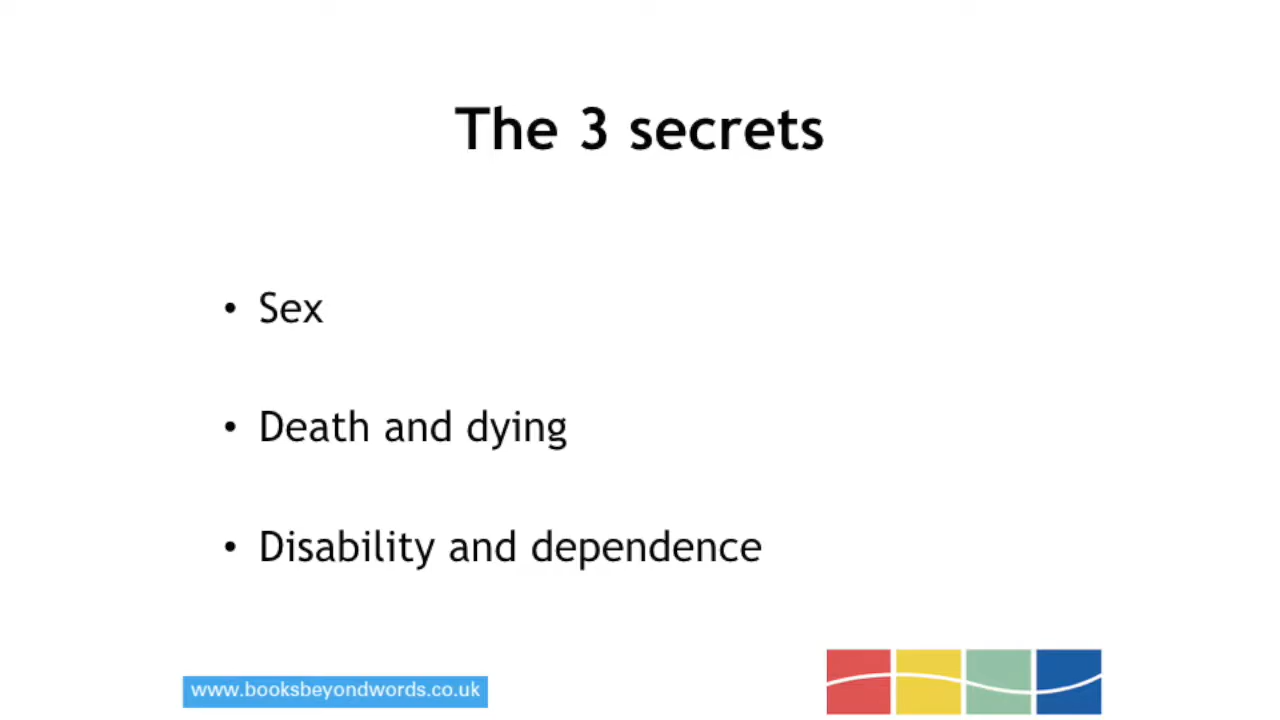 The 3 secrets
• Sex
• Death and dying
• Disability and dependence
www.booksbeyondwords.co.uk